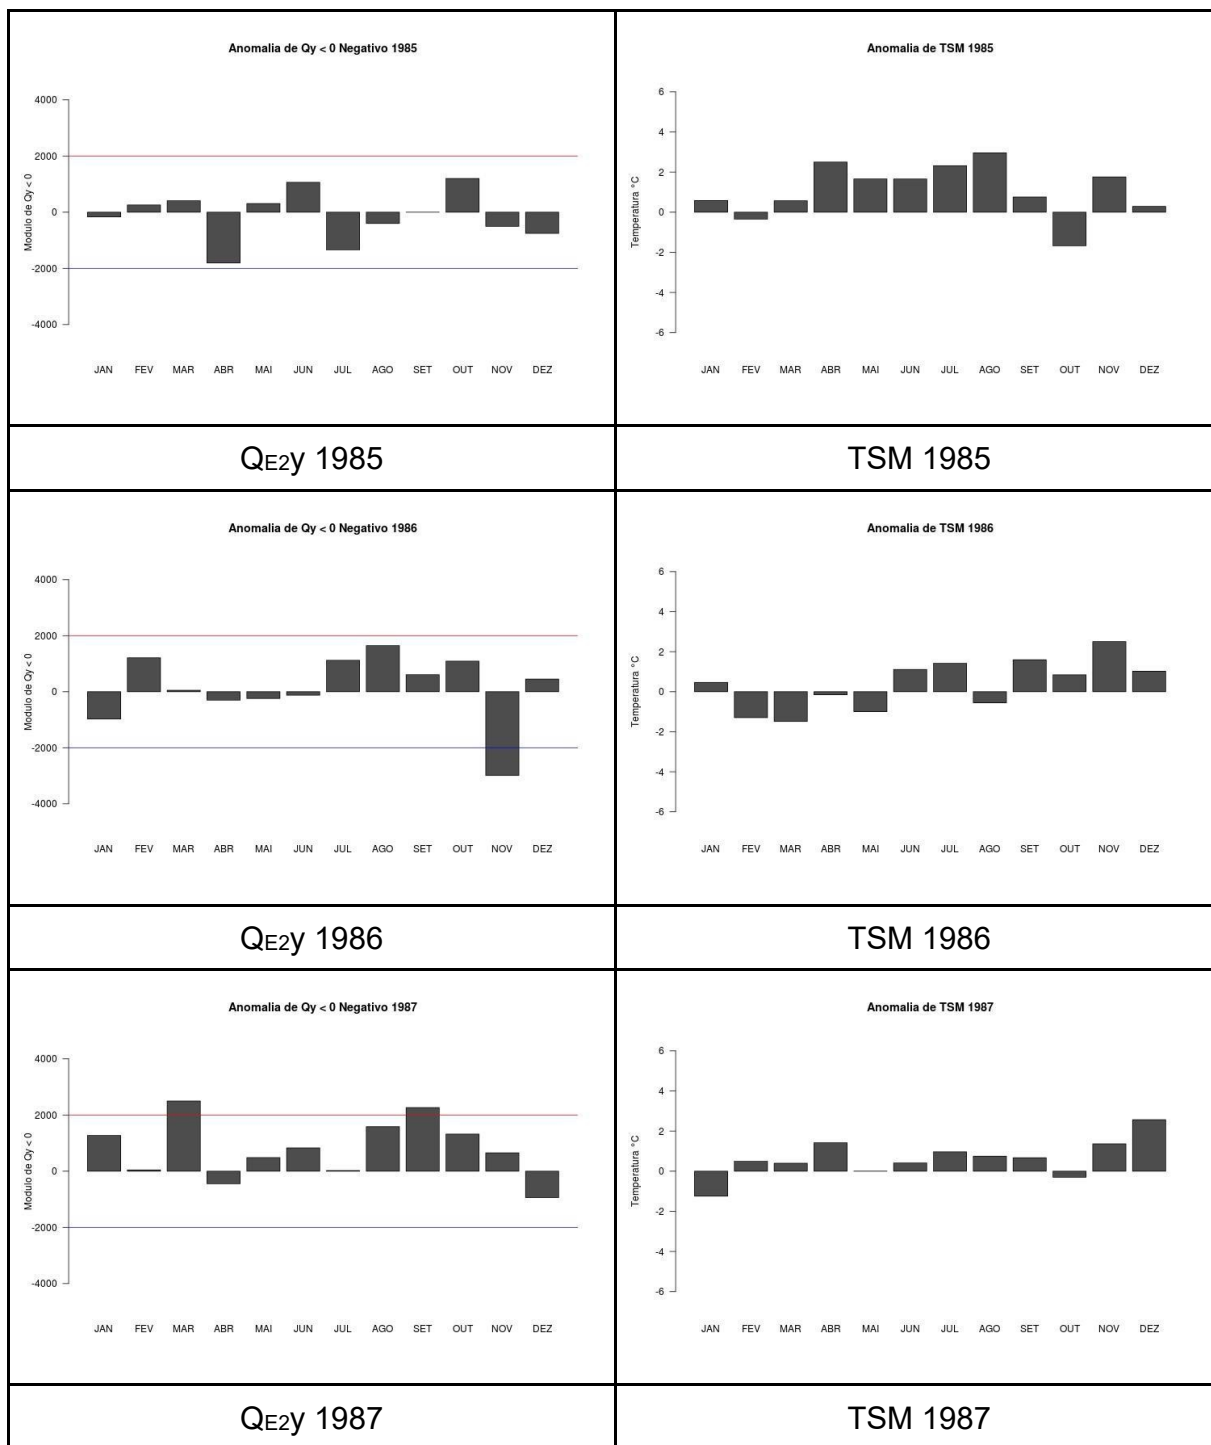 Anomalia de Qy < 0 Negativo 1985
Modulo de Qy < 0
4000
2000
0
-2000
-4000
JAN FEV MAR ABR MAI JUN JUL AGO SET OUT NOV DEZ
Anomalia de TSM 1985
Temperatura °C
6
4
2
0
-2
-4
-6
JAN FEV MAR ABR MAI JUN JUL AGO SET OUT NOV DEZ
QE2y 1985
TSM 1985
Anomalia de Qy < 0 Negativo 1986
Modulo de Qy < 0
4000
2000
0
-2000
-4000
JAN FEV MAR ABR MAI JUN JUL AGO SET OUT NOV DEZ
Anomalia de TSM 1986
Temperatura °C
6
4
2
0
-2
-4
-6
JAN FEV MAR ABR MAI JUN JUL AGO SET OUT NOV DEZ
QE2y 1986
TSM 1986
Anomalia de Qy < 0 Negativo 1987
Modulo de Qy < 0
4000
2000
0
-2000
-4000
JAN FEV MAR ABR MAI JUN JUL AGO SET OUT NOV DEZ
Anomalia de TSM 1987
Temperatura °C
6
4
2
0
-2
-4
-6
JAN FEV MAR ABR MAI JUN JUL AGO SET OUT NOV DEZ
QE2y 1987
TSM 1987